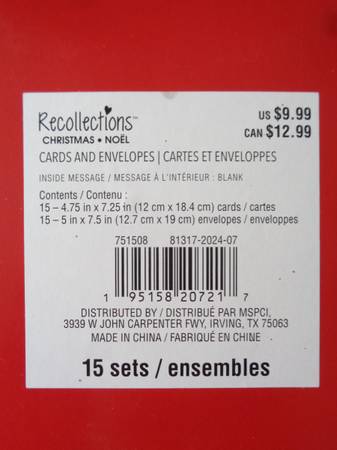 Recollections™
CHRISTMAS • NOËL
US $9.99
CAN $12.99
CARDS AND ENVELOPES | CARTES ET ENVELOPPES
INSIDE MESSAGE / MESSAGE À L'INTÉRIEUR : BLANK
Contents / Contenu :
15 – 4.75 in x 7.25 in (12 cm x 18.4 cm) cards / cartes
15 – 5 in x 7.5 in (12.7 cm x 19 cm) envelopes / enveloppes
751508 81317-2024-07
1 95158 20721 7
DISTRIBUTED BY / DISTRIBUÉ PAR MSPCI,
3939 W JOHN CARPENTER FWY, IRVING, TX 75063
MADE IN CHINA / FABRIQUÉ EN CHINE
15 sets / ensembles